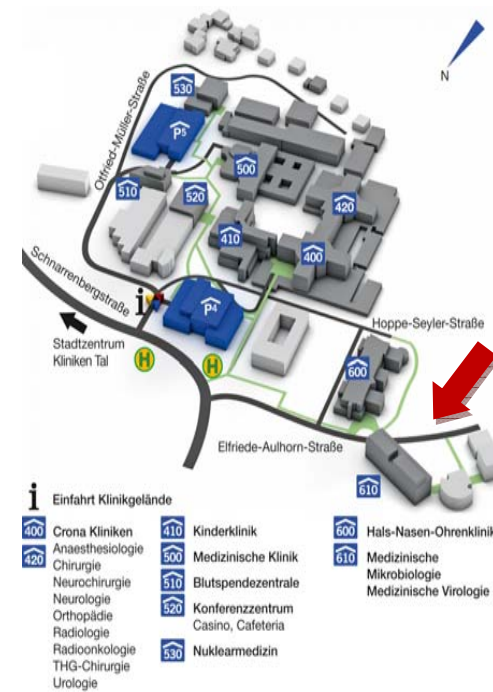 N
530
Otfried-Müller-Straße
P5
510
500
520
420
410
400
Schnarrenbergstraße
i
P4
Stadtzentrum
Kliniken Tal
H
H
Hoppe-Seyler-Straße
600
Elfriede-Aulhorn-Straße
610
i Einfahrt Klinikgelände
400 Crona Kliniken
420 Anaesthesiologie
Chirurgie
Neurochirurgie
Neurologie
Orthopädie
Radiologie
Radioonkologie
THG-Chirurgie
Urologie
410 Kinderklinik
500 Medizinische Klinik
510 Blutspendezentrale
520 Konferenzzentrum
Casino, Cafeteria
530 Nuklearmedizin
600 Hals-Nasen-Ohrenklinik
610 Medizinische
Mikrobiologie
Medizinische Virologie